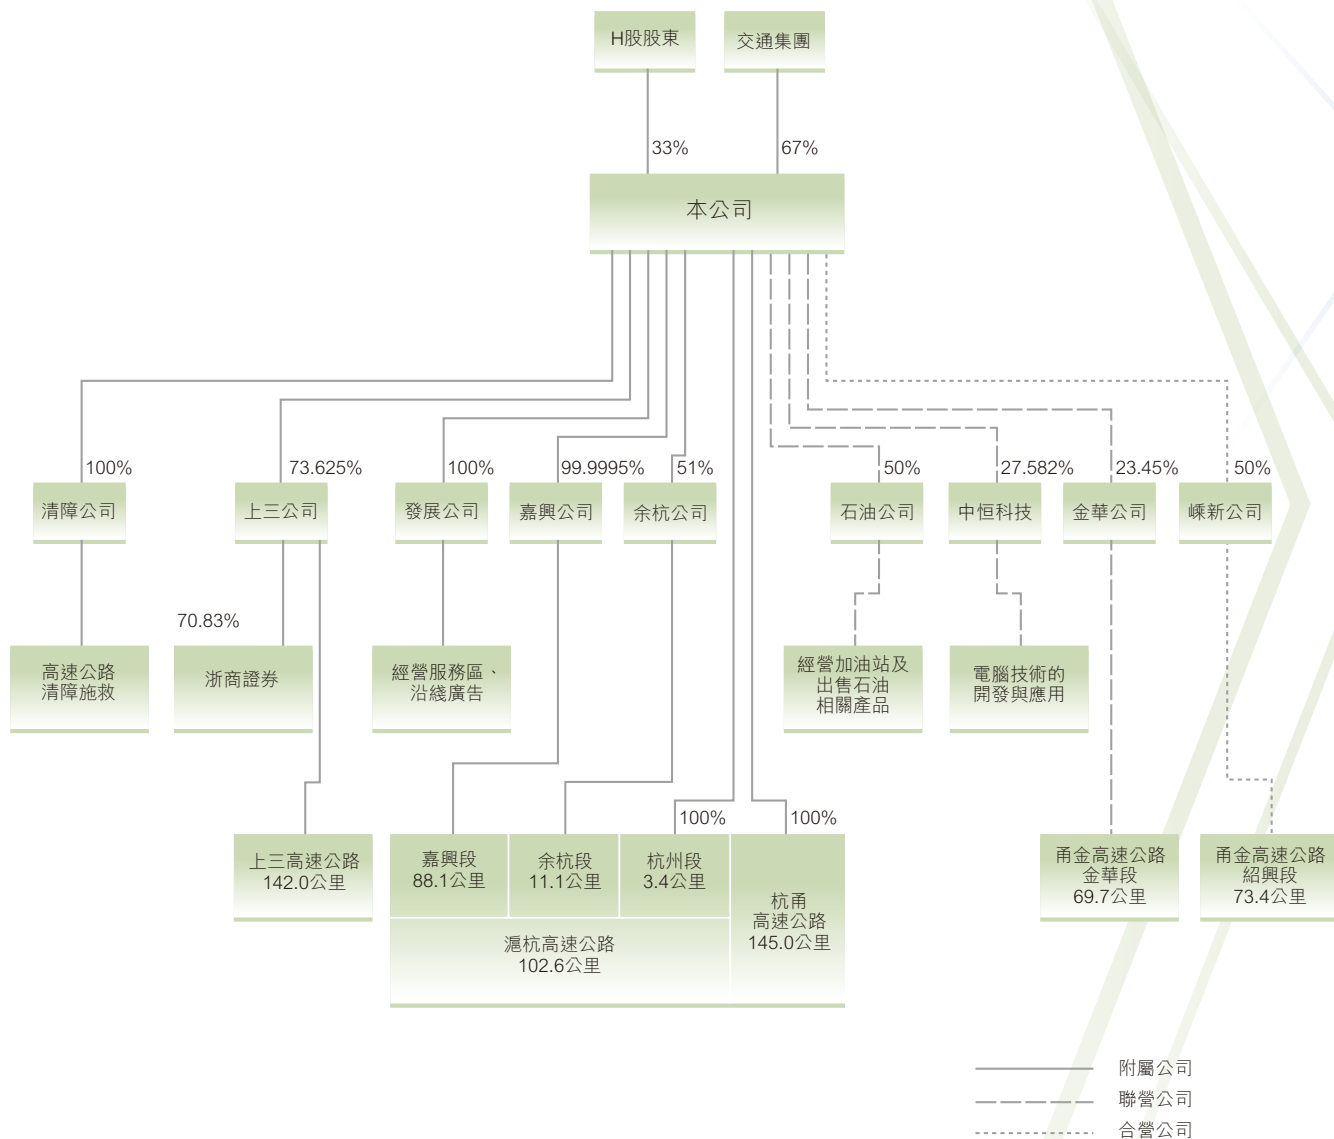 H股股東
交通集團
33%
67%
本公司
100%
73.625%
100%
99.9995%
51%
50%
27.582%
23.45%
50%
清障公司
上三公司
發展公司
嘉興公司
余杭公司
石油公司
中恒科技
金華公司
嵊新公司
70.83%
高速公路
清障施救
浙商證券
經營服務區、
沿綫廣告
經營加油站及
出售石油
相關產品
電腦技術的
開發與應用
100%
100%
上三高速公路
142.0公里
嘉興段
88.1公里
余杭段
11.1公里
杭州段
3.4公里
滬杭高速公路
102.6公里
杭甬
高速公路
145.0公里
甬金高速公路
金華段
69.7公里
甬金高速公路
紹興段
73.4公里
附屬公司
聯營公司
合營公司